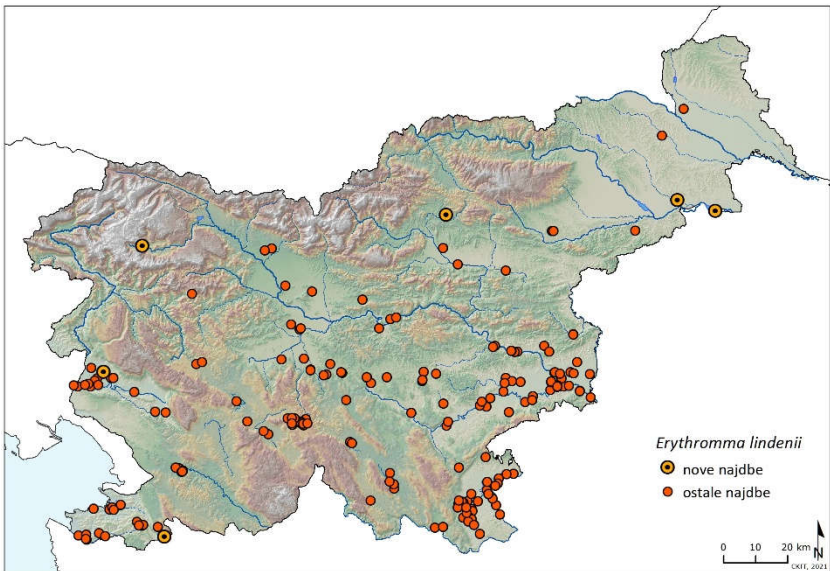 Erythromma lindenii
nove najdbe
ostale najdbe
0 10 20 km
N
CKFF, 2021